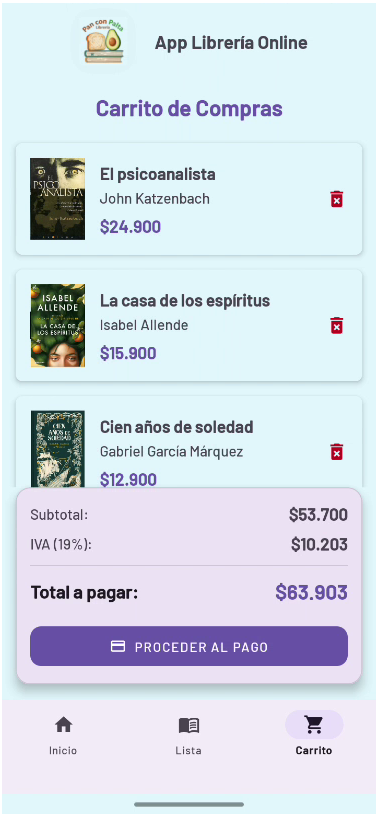 Pan con Palta
App Librería Online
Carrito de Compras
EL
PSICO
ANALISTA
El psicoanalista
John Katzenbach
$24.900
ISABEL
ALLENDE
LA CASA DE
LOS ESPÍRITUS
La casa de los espíritus
Isabel Allende
$15.900
CIEN
AÑOS DE
SOLEDAD
Cien años de soledad
Gabriel García Márquez
$12.900
Subtotal: $53.700
IVA (19%): $10.203
Total a pagar: $63.903
PROCEDER AL PAGO
Inicio Lista Carrito